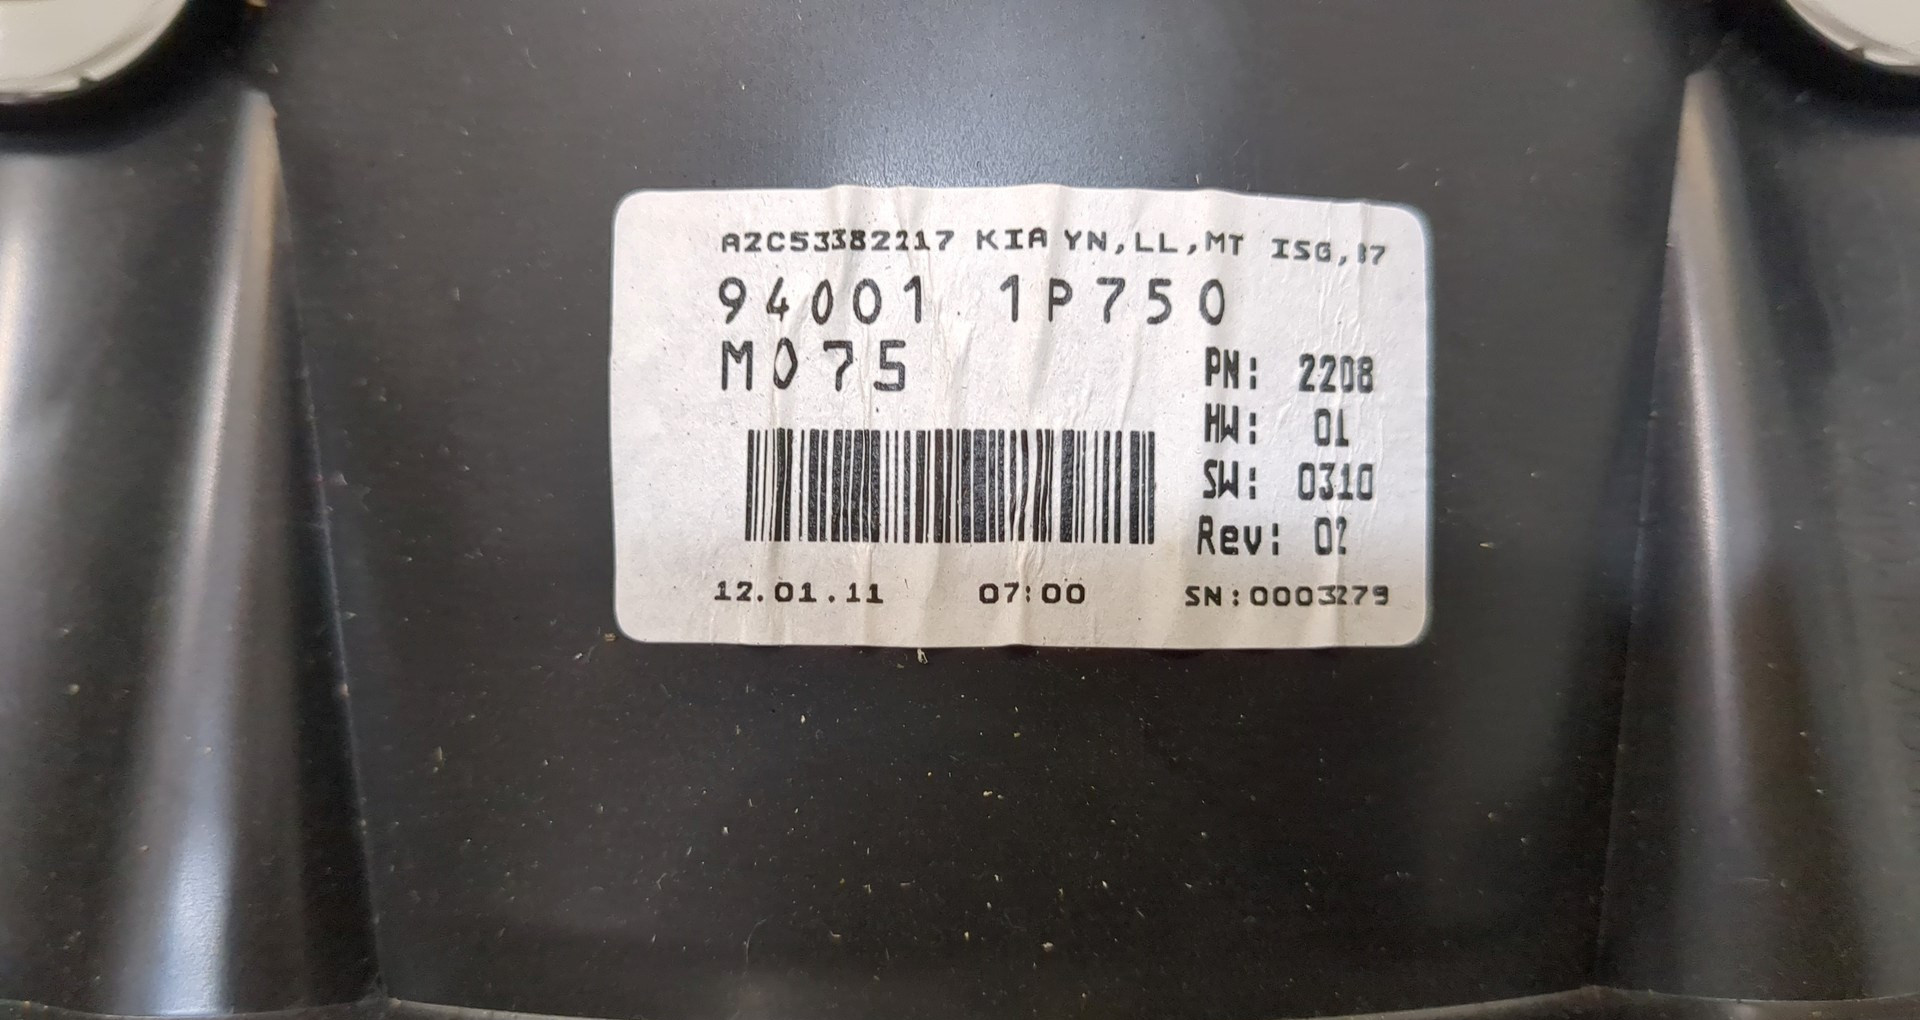 A2C53382217 KIA YN,LL,MT ISG,
94001 1P750
M075
PN: 2208
HW: 01
SW: 0310
Rev: 02
12.01.11 07:00 SN:0003279